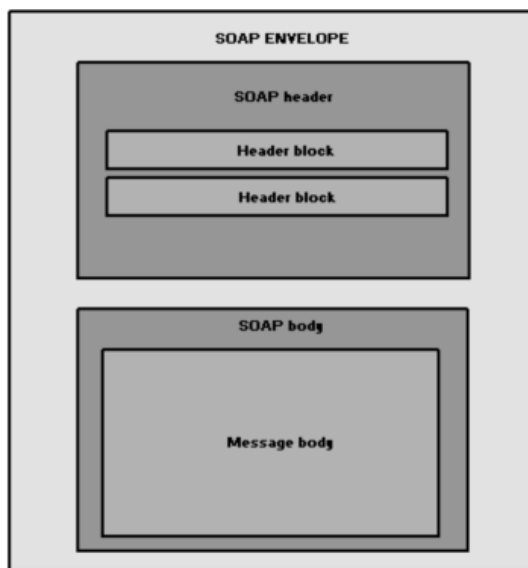 SOAP ENVELOPE
SOAP header
Header block
Header block
SOAP body
Message body